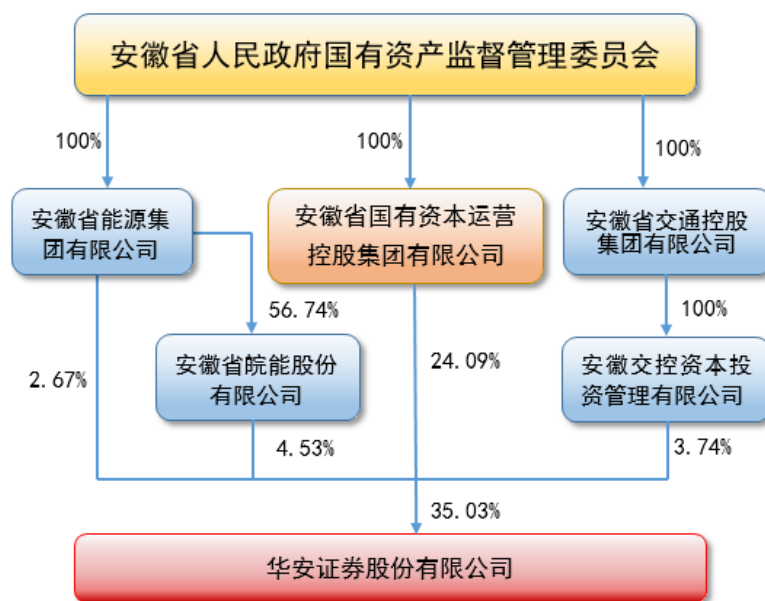 安徽省人民政府国有资产监督管理委员会
100%
100%
100%
安徽省能源集
团有限公司
安徽省国有资本运营
控股集团有限公司
安徽省交通控股
集团有限公司
56.74%
100%
2.67%
安徽省皖能股份
有限公司
24.09%
安徽交控资本投
资管理有限公司
4.53%
3.74%
35.03%
华安证券股份有限公司